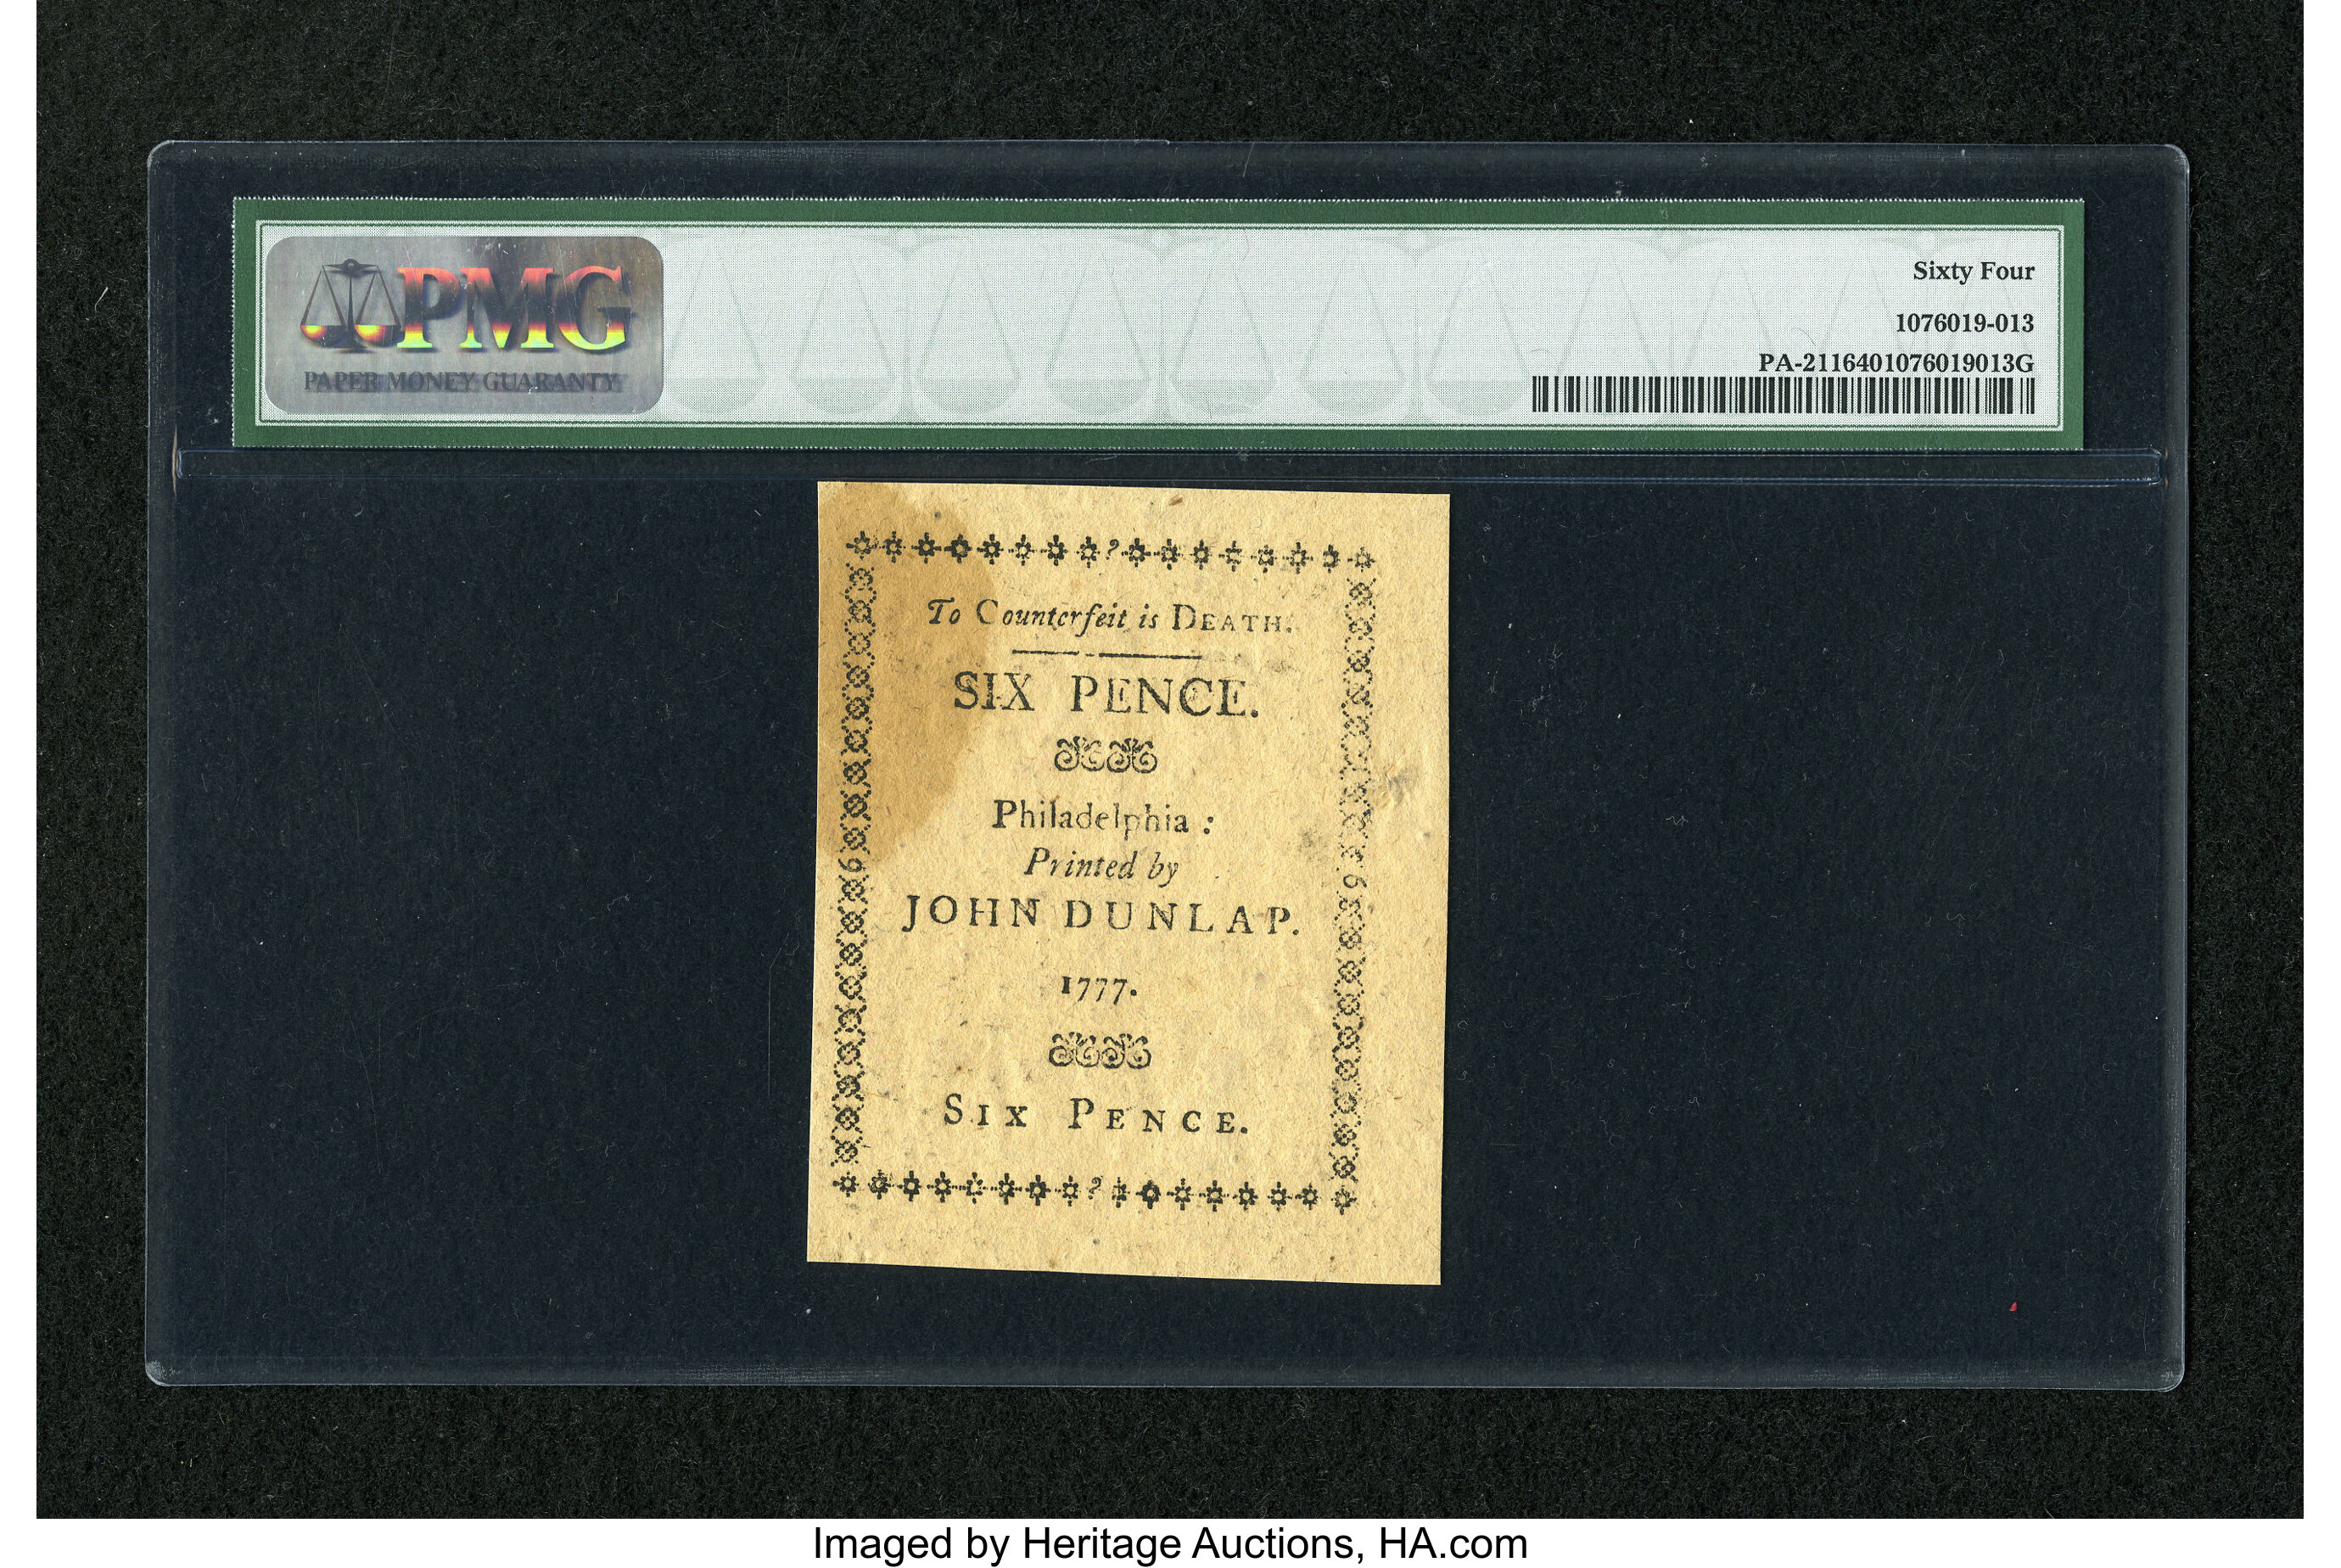 PMG
PAPER MONEY GUARANTY
Sixty Four
1076019-013
PA-2116401076019013G
To Counterfeit is DEATH.
SIX PENCE.
Philadelphia :
Printed by
JOHN DUNLAP.
1777.
SIX PENCE.
Imaged by Heritage Auctions, HA.com